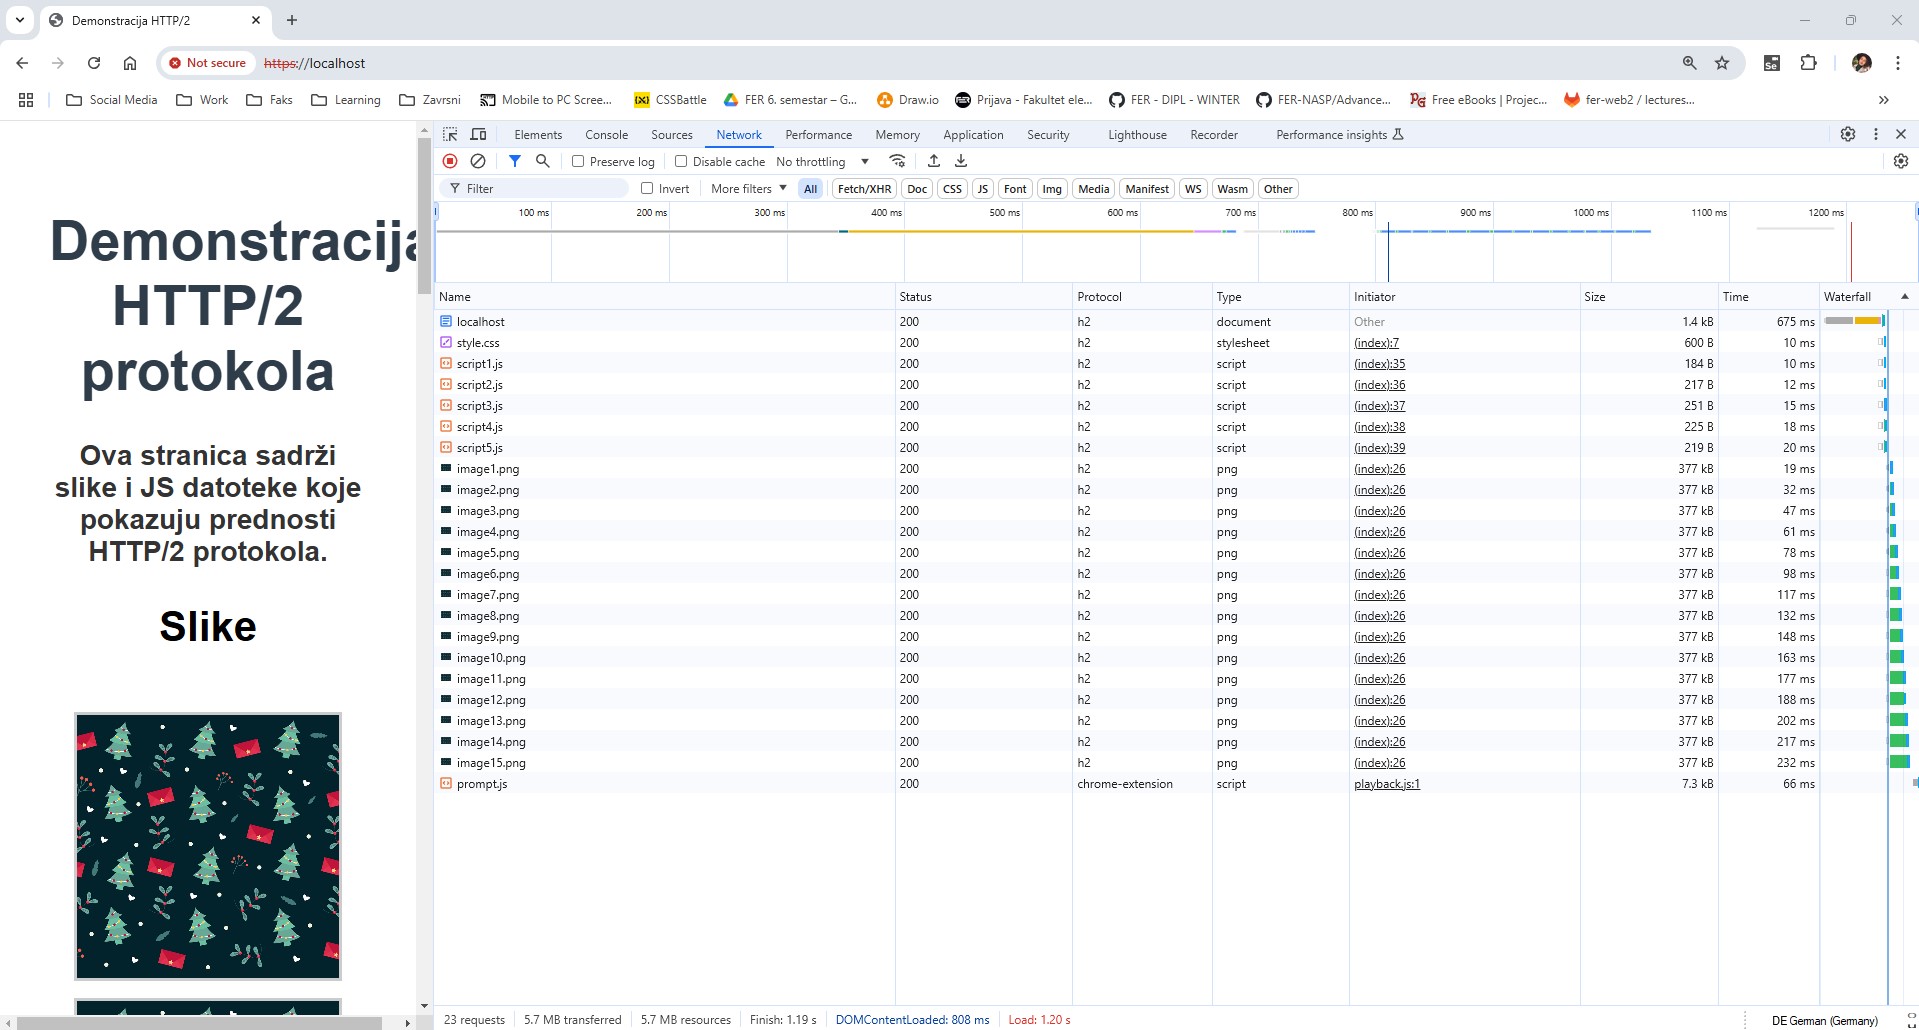 Demonstracija HTTP/2
Not secure https://localhost
Social Media Work Faks Learning Zavrsni Mobile to PC Scree... CSSBattle FER 6. semestar – G... Draw.io Prijava - Fakultet ele... FER - DIPL - WINTER FER-NASP/Advance... Free eBooks | Projec... fer-web2 / lectures...
Demonstracija
HTTP/2
protokola
Ova stranica sadrži
slike i JS datoteke koje
pokazuju prednosti
HTTP/2 protokola.
Slike
Elements Console Sources Network Performance Memory Application Security Lighthouse Recorder Performance insights
Preserve log Disable cache No throttling
Filter Invert More filters All Fetch/XHR Doc CSS JS Font Img Media Manifest WS Wasm Other
100 ms 200 ms 300 ms 400 ms 500 ms 600 ms 700 ms 800 ms 900 ms 1000 ms 1100 ms 1200 ms
Name Status Protocol Type Initiator Size Time Waterfall
localhost 200 h2 document Other 1.4 kB 675 ms
style.css 200 h2 stylesheet (index):7 600 B 10 ms
script1.js 200 h2 script (index):35 184 B 10 ms
script2.js 200 h2 script (index):36 217 B 12 ms
script3.js 200 h2 script (index):37 251 B 15 ms
script4.js 200 h2 script (index):38 225 B 18 ms
script5.js 200 h2 script (index):39 219 B 20 ms
image1.png 200 h2 png (index):26 377 kB 19 ms
image2.png 200 h2 png (index):26 377 kB 32 ms
image3.png 200 h2 png (index):26 377 kB 47 ms
image4.png 200 h2 png (index):26 377 kB 61 ms
image5.png 200 h2 png (index):26 377 kB 78 ms
image6.png 200 h2 png (index):26 377 kB 98 ms
image7.png 200 h2 png (index):26 377 kB 117 ms
image8.png 200 h2 png (index):26 377 kB 132 ms
image9.png 200 h2 png (index):26 377 kB 148 ms
image10.png 200 h2 png (index):26 377 kB 163 ms
image11.png 200 h2 png (index):26 377 kB 177 ms
image12.png 200 h2 png (index):26 377 kB 188 ms
image13.png 200 h2 png (index):26 377 kB 202 ms
image14.png 200 h2 png (index):26 377 kB 217 ms
image15.png 200 h2 png (index):26 377 kB 232 ms
prompt.js 200 chrome-extension script playback.js:1 7.3 kB 66 ms
23 requests 5.7 MB transferred 5.7 MB resources Finish: 1.19 s DOMContentLoaded: 808 ms Load: 1.20 s
DE German (Germany)